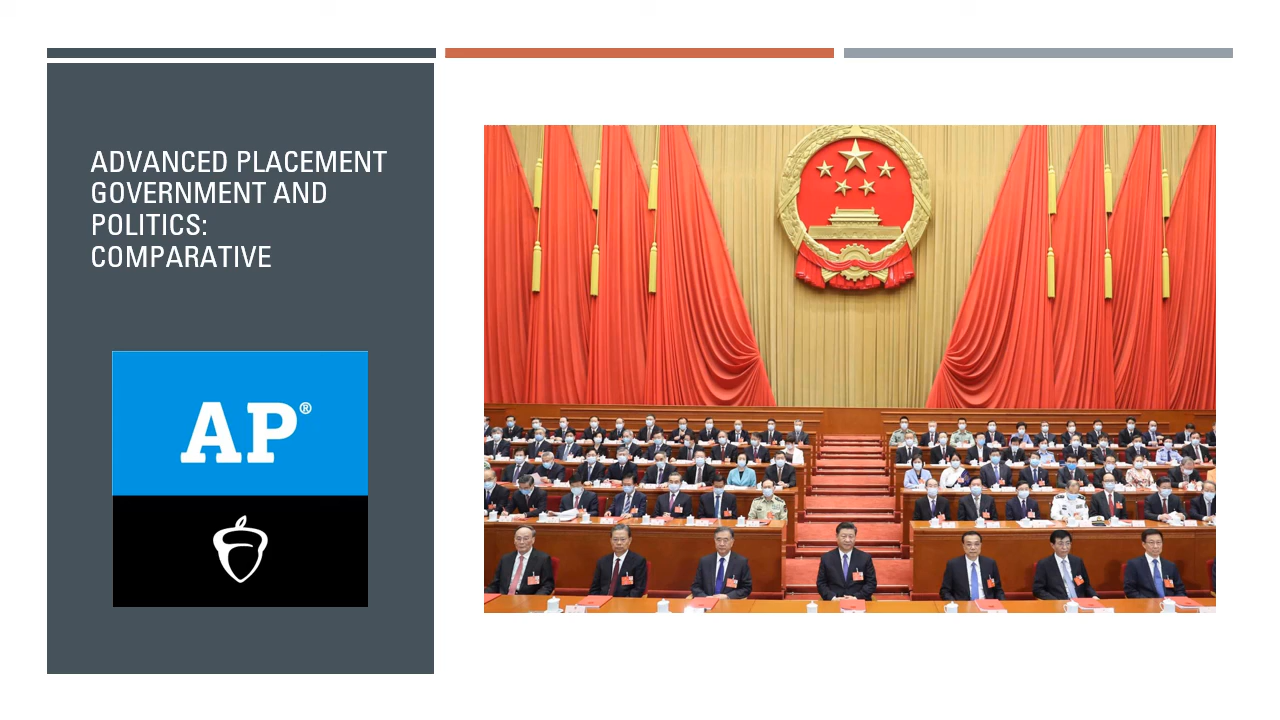 ADVANCED PLACEMENT
GOVERNMENT AND
POLITICS:
COMPARATIVE
AP®